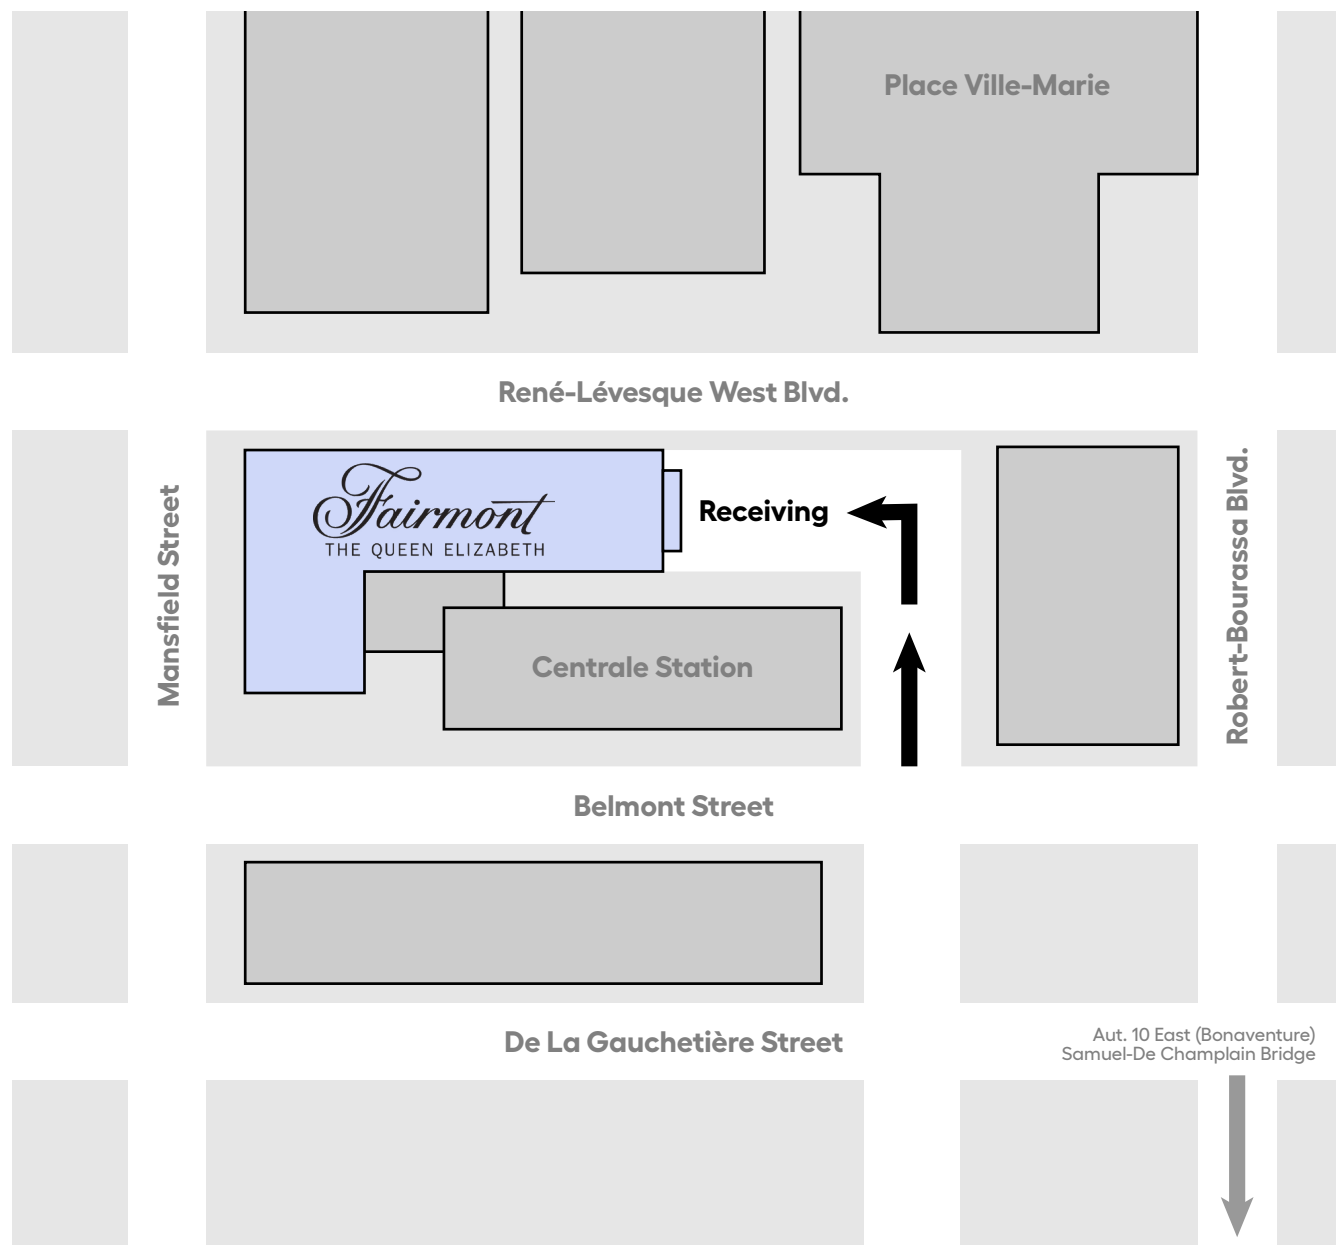 Place Ville-Marie
René-Lévesque West Blvd.
Mansfield Street
Fairmont
THE QUEEN ELIZABETH
Receiving
Robert-Bourassa Blvd.
Centrale Station
Belmont Street
De La Gauchetière Street
Aut. 10 East (Bonaventure)
Samuel-De Champlain Bridge